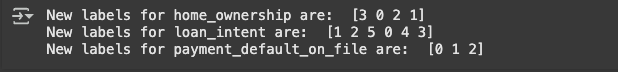 New labels for home_ownership are:  [3 0 2 1]
New labels for loan_intent are:  [1 2 5 0 4 3]
New labels for payment_default_on_file are:  [0 1 2]